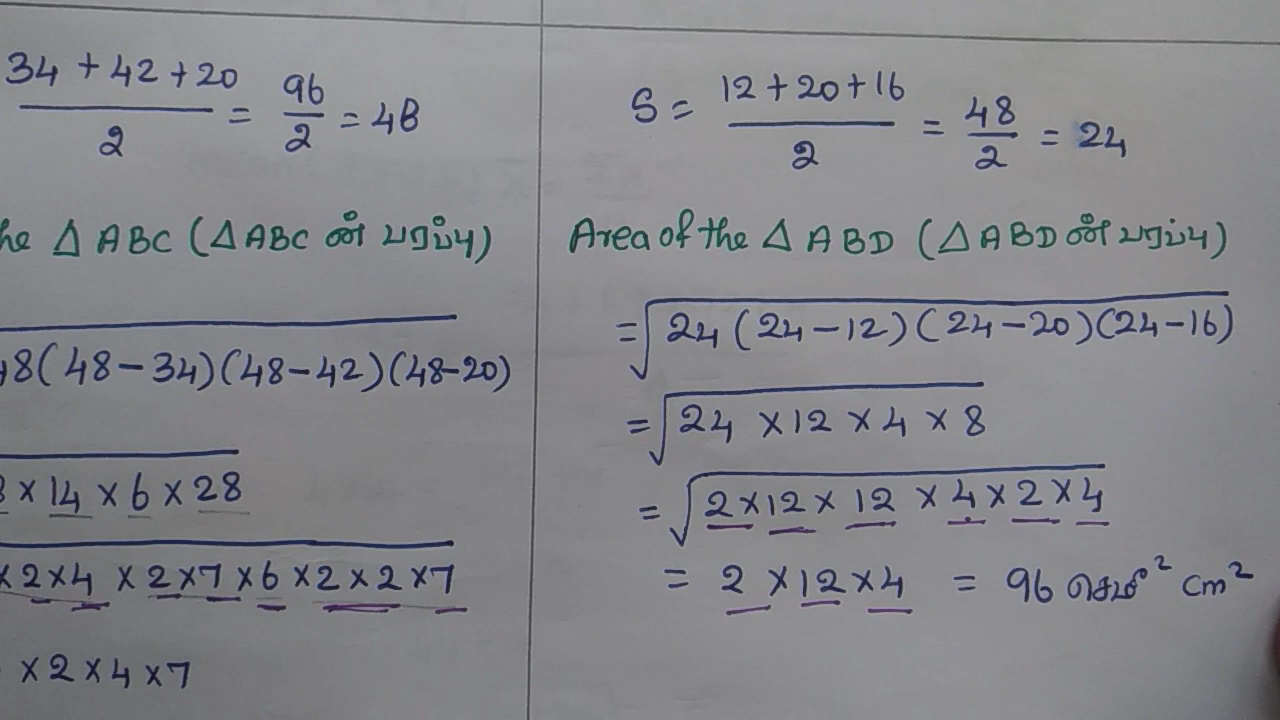 34 + 42 + 20 / 2 = 96 / 2 = 48
he Δ ABC (Δ ABC ன் பரப்பு)
48(48-34)(48-42)(48-20)
× 14 × 6 × 28
× 2×4 × 2×7 ×6 ×2×2×7
×2×4×7
S = 12+20+16 / 2 = 48 / 2 = 24
Area of the Δ ABD (Δ ABD ன் பரப்பு)
= √24(24-12)(24-20)(24-16)
= √24 ×12 ×4 ×8
= √2×12×12×4×2×4
= 2×12×4 = 96 செமீ² cm²